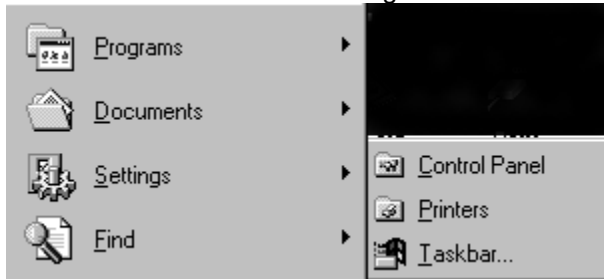 Programs
Documents
Settings
Find
Control Panel
Printers
Taskbar...